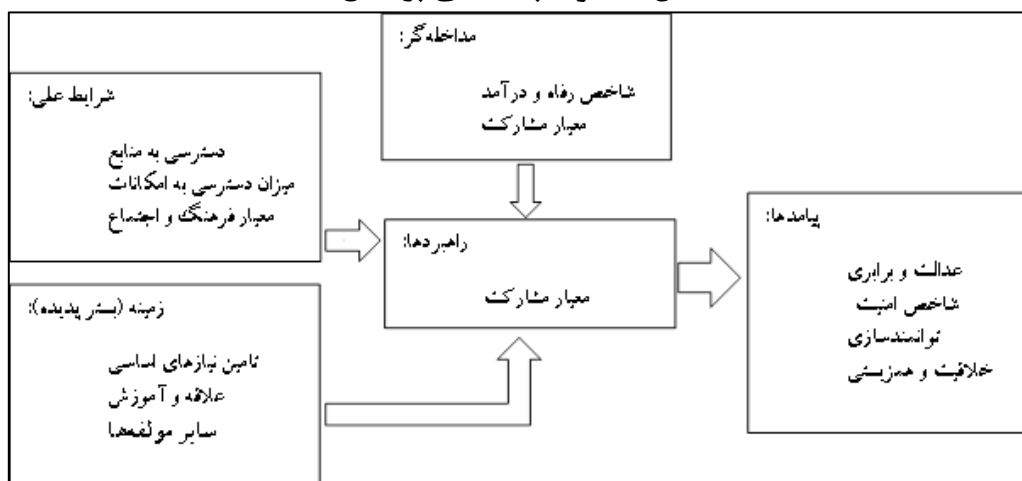 مداخله‌گر:
شاخص رفاه و درآمد
معیار مشارکت
شرایط علی:
دسترسی به منابع
میزان دسترسی به امکانات
معیار فرهنگ و اجتماع
راهبردها:
معیار مشارکت
زمینه (بستر پدیده):
تامین نیازهای اساسی
علاقه و آموزش
سایر مولفه‌ها
پیامدها:
عدالت و برابری
شاخص امنیت
توانمندسازی
خلاقیت و همزیستی